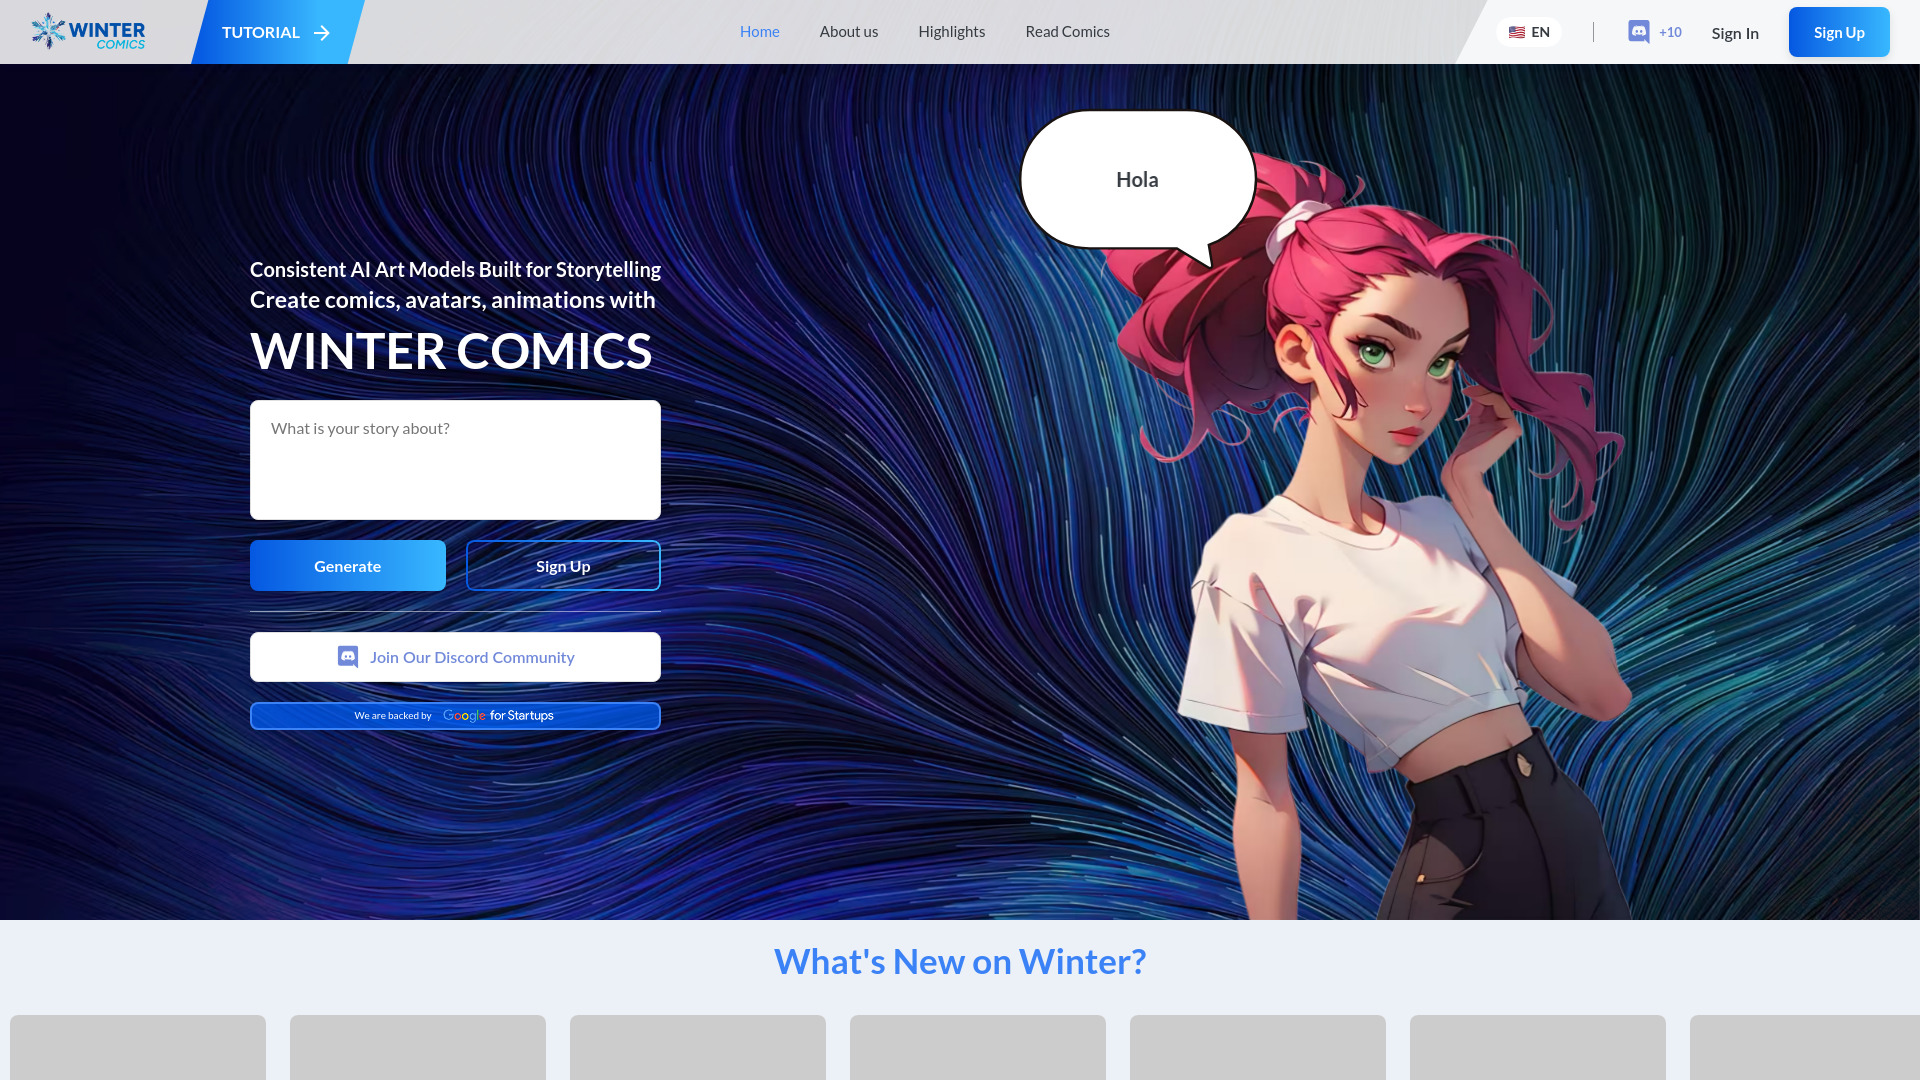 WINTER
COMICS
TUTORIAL
Home
About us
Highlights
Read Comics
EN
+10
Sign In
Sign Up
Hola
Consistent AI Art Models Built for Storytelling
Create comics, avatars, animations with
WINTER COMICS
What is your story about?
Generate
Sign Up
Join Our Discord Community
We are backed by Google for Startups
What's New on Winter?